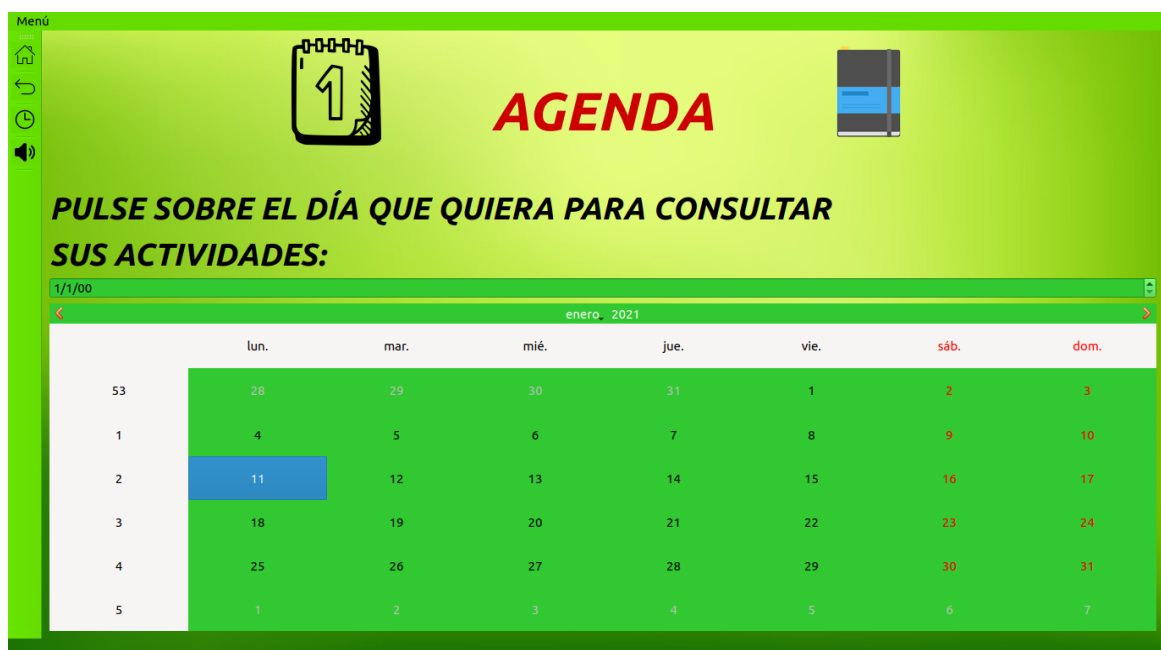 Menú
1
AGENDA
PULSE SOBRE EL DÍA QUE QUIERA PARA CONSULTAR
SUS ACTIVIDADES:
1/1/00
enero, 2021
lun. mar. mié. jue. vie. sáb. dom.
53 28 29 30 31 1 2 3
1 4 5 6 7 8 9 10
2 11 12 13 14 15 16 17
3 18 19 20 21 22 23 24
4 25 26 27 28 29 30 31
5 1 2 3 4 5 6 7